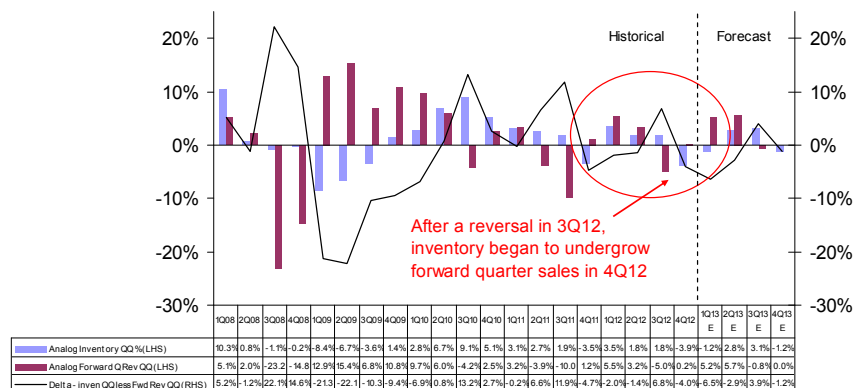 20%
10%
0%
-10%
-20%
-30%
Historical
Forecast
20%
10%
0%
-10%
-20%
-30%
After a reversal in 3Q12,
inventory began to undergrow
forward quarter sales in 4Q12
1Q08 2Q08 3Q08 4Q08 1Q09 2Q09 3Q09 4Q09 1Q10 2Q10 3Q10 4Q10 1Q11 2Q11 3Q11 4Q11 1Q12 2Q12 3Q12 4Q12 1Q13 E 2Q13 E 3Q13 E 4Q13 E
Analog Inventory QQ%(LHS) 10.3% 0.8% -1.1% -0.2% -8.4% -6.7% -3.6% 1.4% 2.8% 6.7% 9.1% 5.1% 3.1% 2.7% 1.9% -3.5% 3.5% 1.8% 1.8% -3.9% -1.2% 2.8% 3.1% -1.2%
Analog Forward Q Rev QQ(LHS) 5.1% 2.0% -23.2 -14.8 12.9% 15.4% 6.8% 10.8% 9.7% 6.0% -4.2% 2.5% 3.2% -3.9% -10.0 1.2% 5.5% 3.2% -5.0% 0.2% 5.2% 5.7% -0.8% 0.0%
Delta - inven QQ less Fwd Rev QQ (RHS) 5.2% -1.2% 22.1% 14.6% -21.3 -22.1 -10.3 -9.4% -6.9% 0.8% 13.2% 2.7% -0.2% 6.6% 11.9% -4.7% -2.0% -1.4% 6.8% -4.0% -6.5% -2.9% 3.9% -1.2%